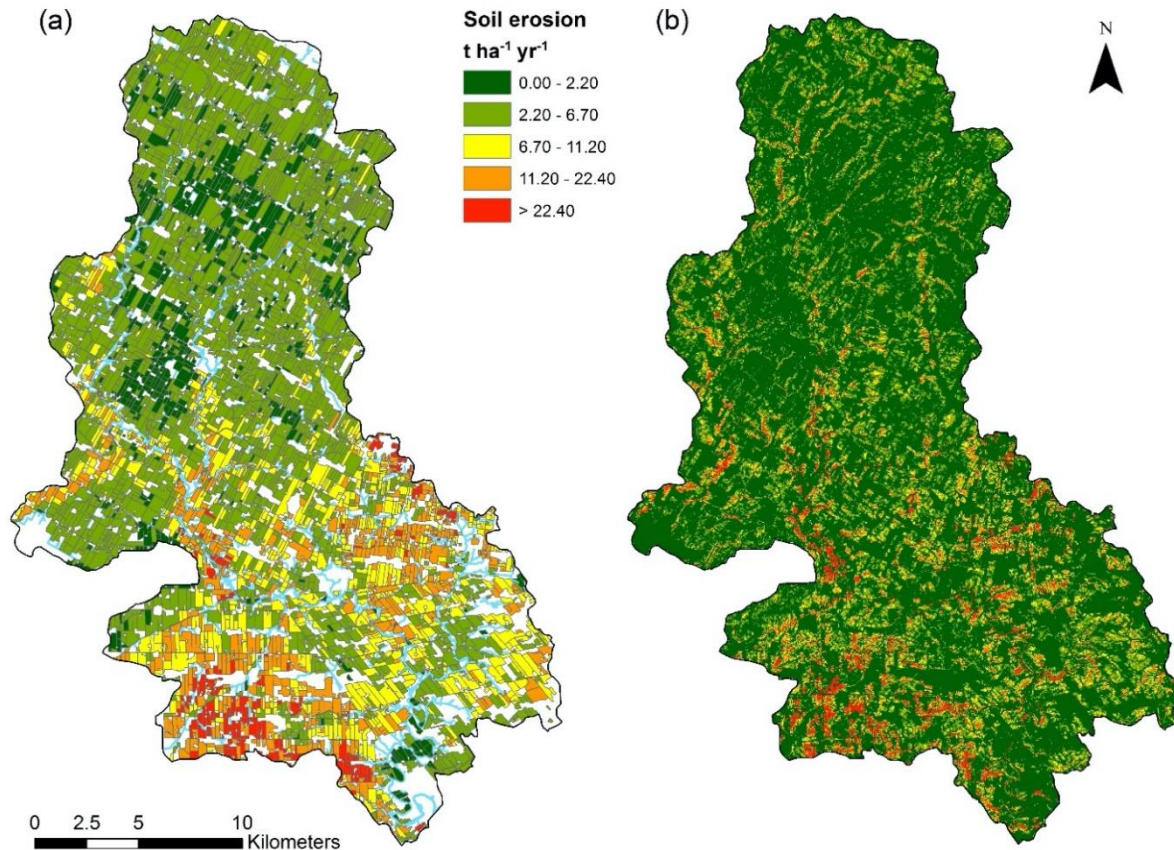 (a)
Soil erosion
t ha⁻¹ yr⁻¹
0.00 - 2.20
2.20 - 6.70
6.70 - 11.20
11.20 - 22.40
> 22.40
(b)
N
0 2.5 5 10
Kilometers